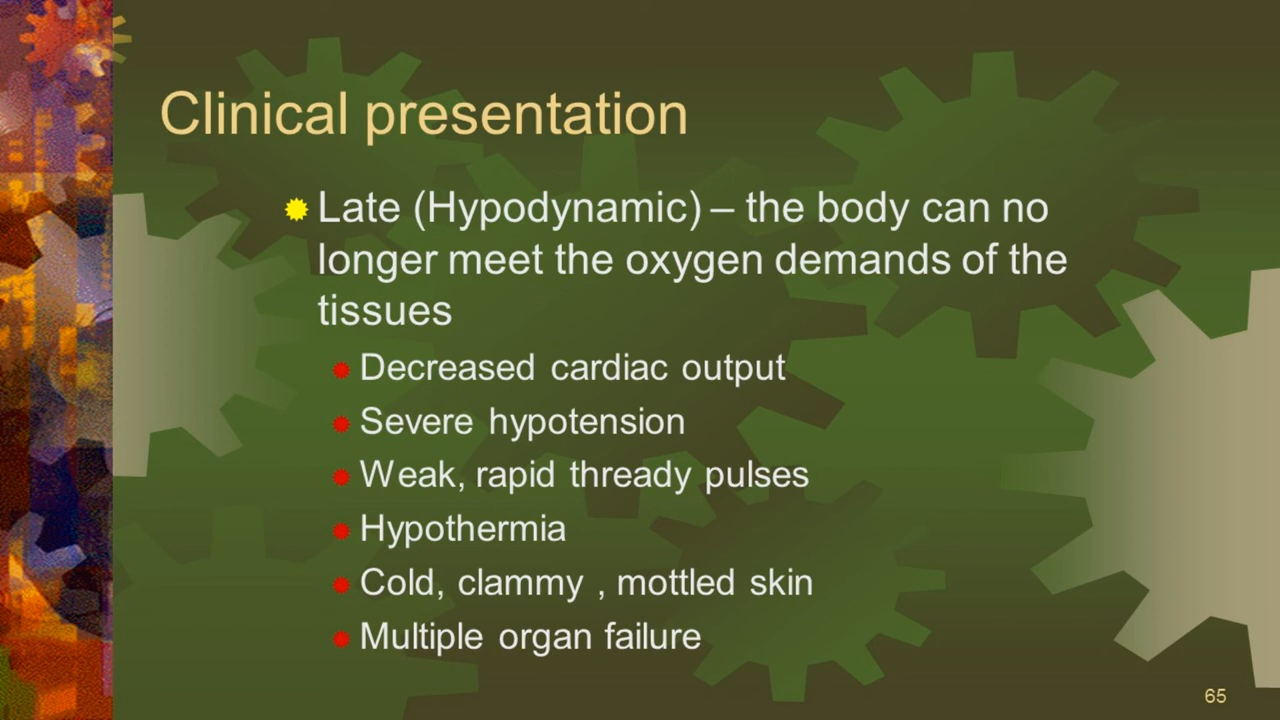 Clinical presentation
Late (Hypodynamic) – the body can no
longer meet the oxygen demands of the
tissues
Decreased cardiac output
Severe hypotension
Weak, rapid thready pulses
Hypothermia
Cold, clammy , mottled skin
Multiple organ failure
65